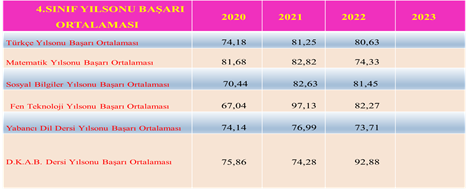 4.SINIF YILSONU BAŞARI ORTALAMASI 2020 2021 2022 2023
Türkçe Yılsonu Başarı Ortalaması 74,18 81,25 80,63
Matematik Yılsonu Başarı Ortalaması 81,68 82,82 74,33
Sosyal Bilgiler Yılsonu Başarı Ortalaması 70,44 82,63 81,45
Fen Teknoloji Yılsonu Başarı Ortalaması 67,04 97,13 82,27
Yabancı Dil Dersi Yılsonu Başarı Ortalaması 74,14 76,99 73,71
D.K.A.B. Dersi Yılsonu Başarı Ortalaması 75,86 74,28 92,88